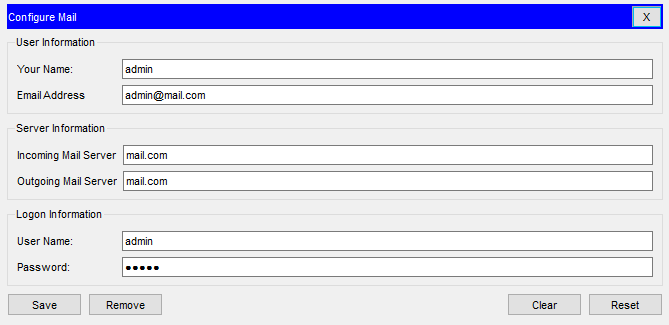 Configure Mail X
User Information
Your Name: admin
Email Address admin@mail.com
Server Information
Incoming Mail Server mail.com
Outgoing Mail Server mail.com
Logon Information
User Name: admin
Password: ●●●●●
Save Remove Clear Reset